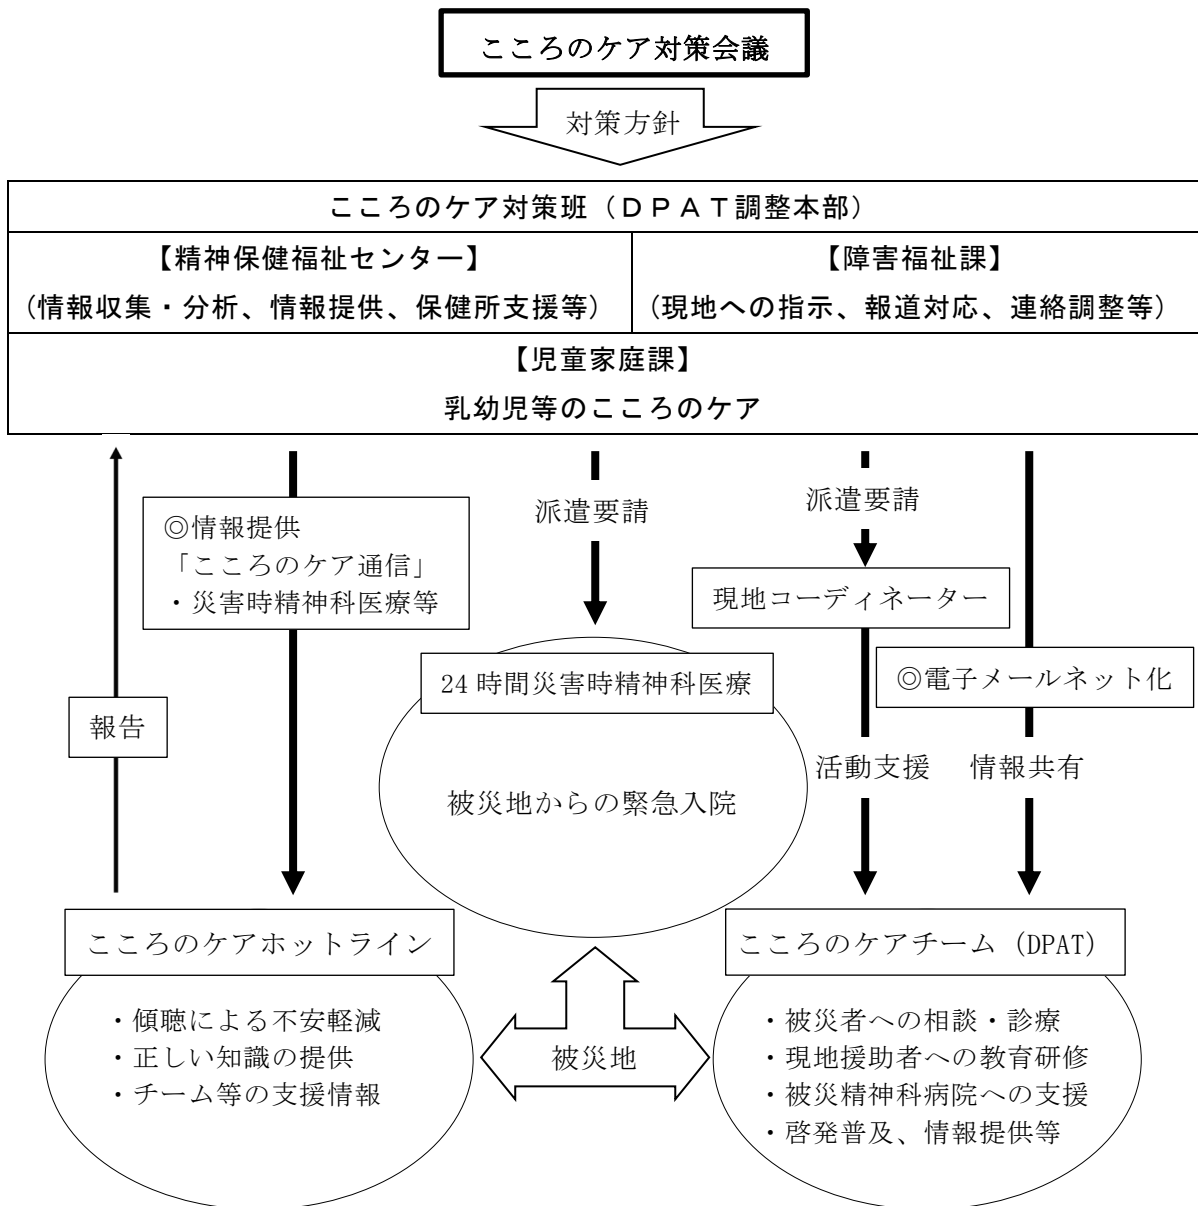 こころのケア対策会議
対策方針
こころのケア対策班（ＤＰＡＴ調整本部）
【精神保健福祉センター】
(情報収集・分析、情報提供、保健所支援等)
【障害福祉課】
(現地への指示、報道対応、連絡調整等)
【児童家庭課】
乳幼児等のこころのケア
報告
◎情報提供
「こころのケア通信」
・災害時精神科医療等
派遣要請
派遣要請
現地コーディネーター
◎電子メールネット化
24時間災害時精神科医療
被災地からの緊急入院
活動支援
情報共有
こころのケアホットライン
・傾聴による不安軽減
・正しい知識の提供
・チーム等の支援情報
被災地
こころのケアチーム（DPAT）
・被災者への相談・診療
・現地援助者への教育研修
・被災精神科病院への支援
・啓発普及、情報提供等